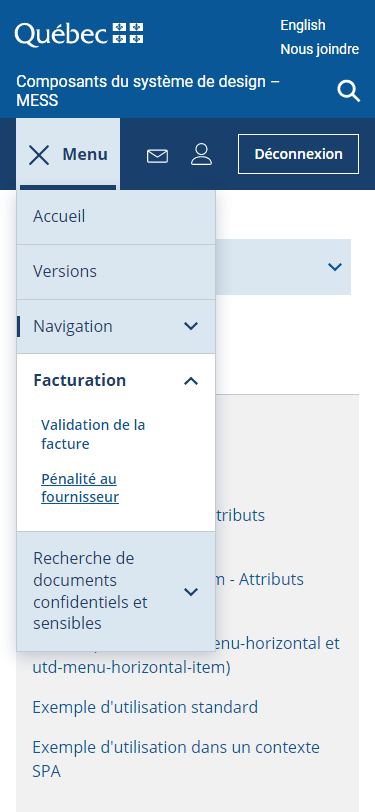 Québec
English
Nous joindre
Composants du système de design –
MESS
Menu
Déconnexion
Accueil
Versions
Navigation
Facturation
Validation de la
facture
Pénalité au
fournisseur
Recherche de
documents
confidentiels et
sensibles
- Attributs
enu-horizontal et
utd-menu-horizontal-item)
Exemple d'utilisation standard
Exemple d'utilisation dans un contexte
SPA